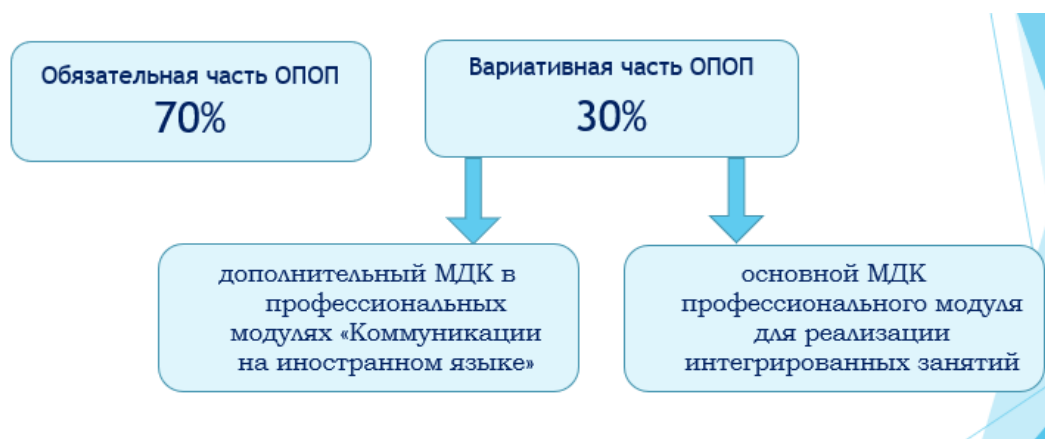 Обязательная часть ОПОП
70%
Вариативная часть ОПОП
30%
дополнительный МДК в
профессиональных
модулях «Коммуникации
на иностранном языке»
основной МДК
профессионального модуля
для реализации
интегрированных занятий